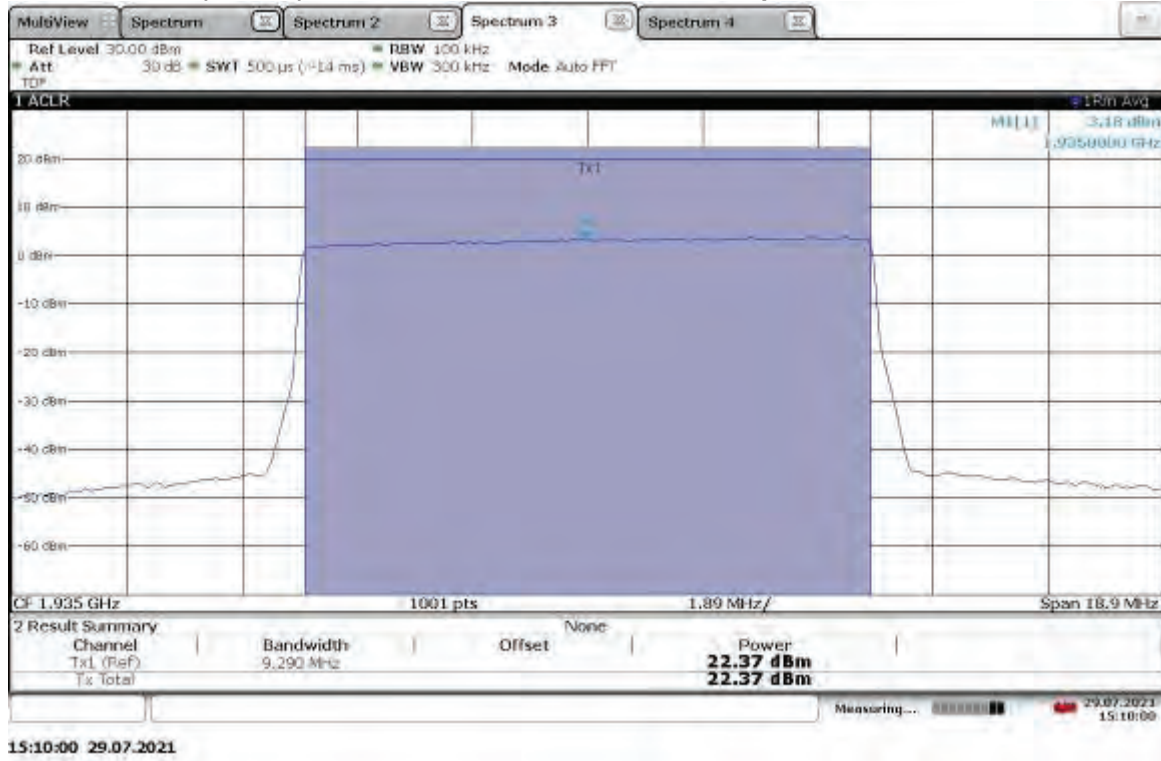 MultiView Spectrum Spectrum 2 Spectrum 3 Spectrum 4
Ref Level 30.00 dBm RBW 100 kHz
Att 30 dB SWT 500 µs (~14 ms) VBW 300 kHz Mode Auto FFT
TDF
1 ACLR 1Rm Avg
M1[1] 3.18 dBm
1.9350000 GHz
20 dBm
Tx1
10 dBm
0 dBm
-10 dBm
-20 dBm
-30 dBm
-40 dBm
-50 dBm
-60 dBm
CF 1.935 GHz 1001 pts 1.89 MHz/ Span 18.9 MHz
2 Result Summary None
Channel Bandwidth Offset Power
Tx1 (Ref) 9.290 MHz 22.37 dBm
Tx Total 22.37 dBm
Measuring... 29.07.2021
15:10:00
15:10:00 29.07.2021